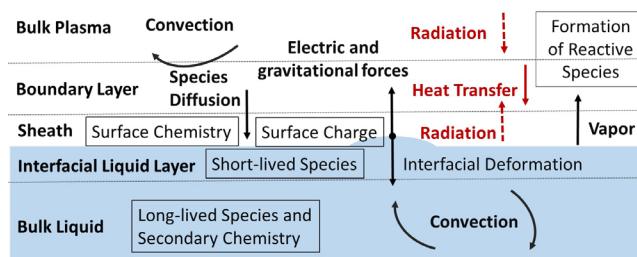 Bulk Plasma
Convection
Radiation
Formation
of Reactive
Species
Electric and
gravitational forces
Boundary Layer
Species
Diffusion
Heat Transfer
Sheath
Surface Chemistry
Surface Charge
Radiation
Vapor
Interfacial Liquid Layer
Short-lived Species
Interfacial Deformation
Bulk Liquid
Long-lived Species and
Secondary Chemistry
Convection